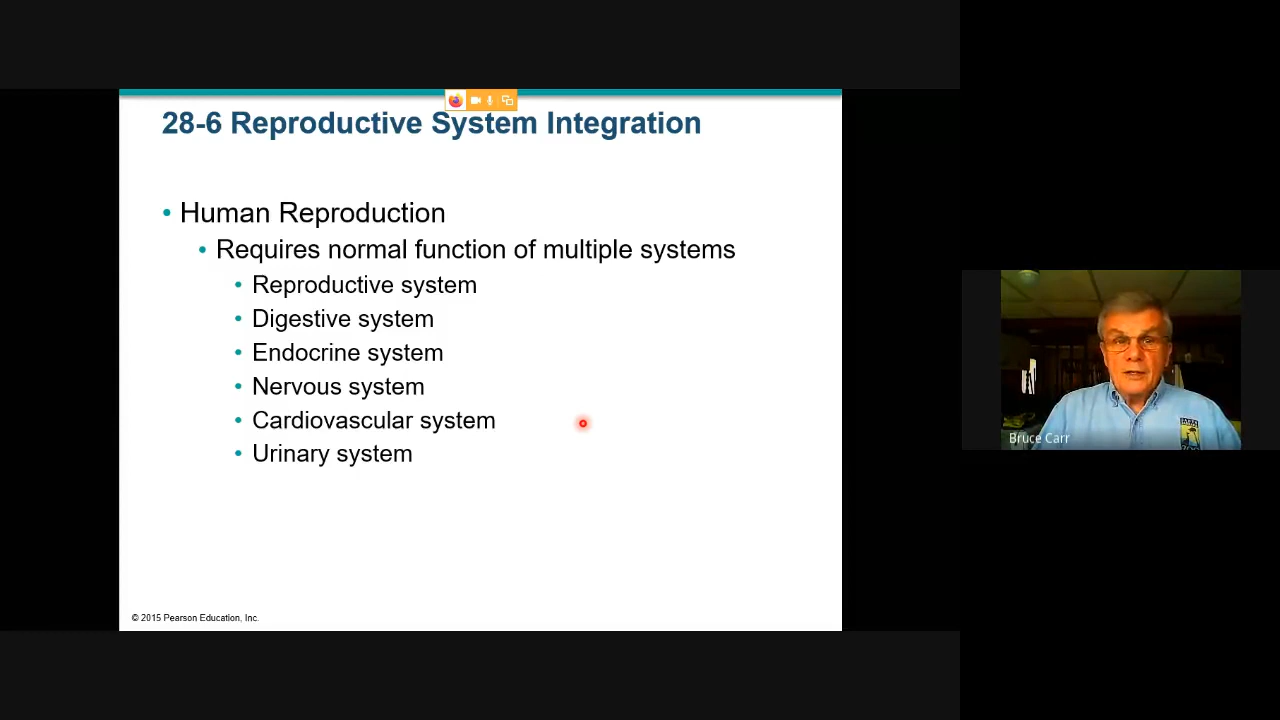 28-6 Reproductive System Integration
• Human Reproduction
• Requires normal function of multiple systems
• Reproductive system
• Digestive system
• Endocrine system
• Nervous system
• Cardiovascular system
• Urinary system
© 2015 Pearson Education, Inc.
Bruce Carr